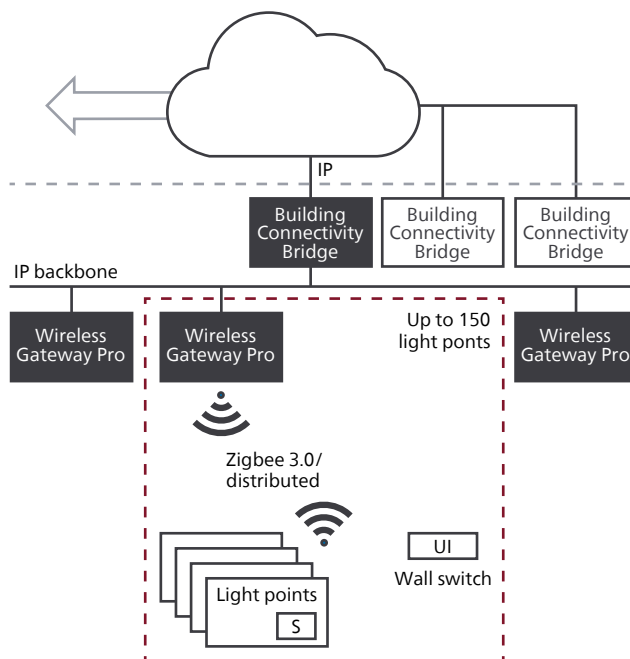 IP
Building
Connectivity
Bridge
Building
Connectivity
Bridge
Building
Connectivity
Bridge
IP backbone
Wireless
Gateway Pro
Wireless
Gateway Pro
Up to 150
light ponts
Wireless
Gateway Pro
Zigbee 3.0/
distributed
UI
Wall switch
Light points
S